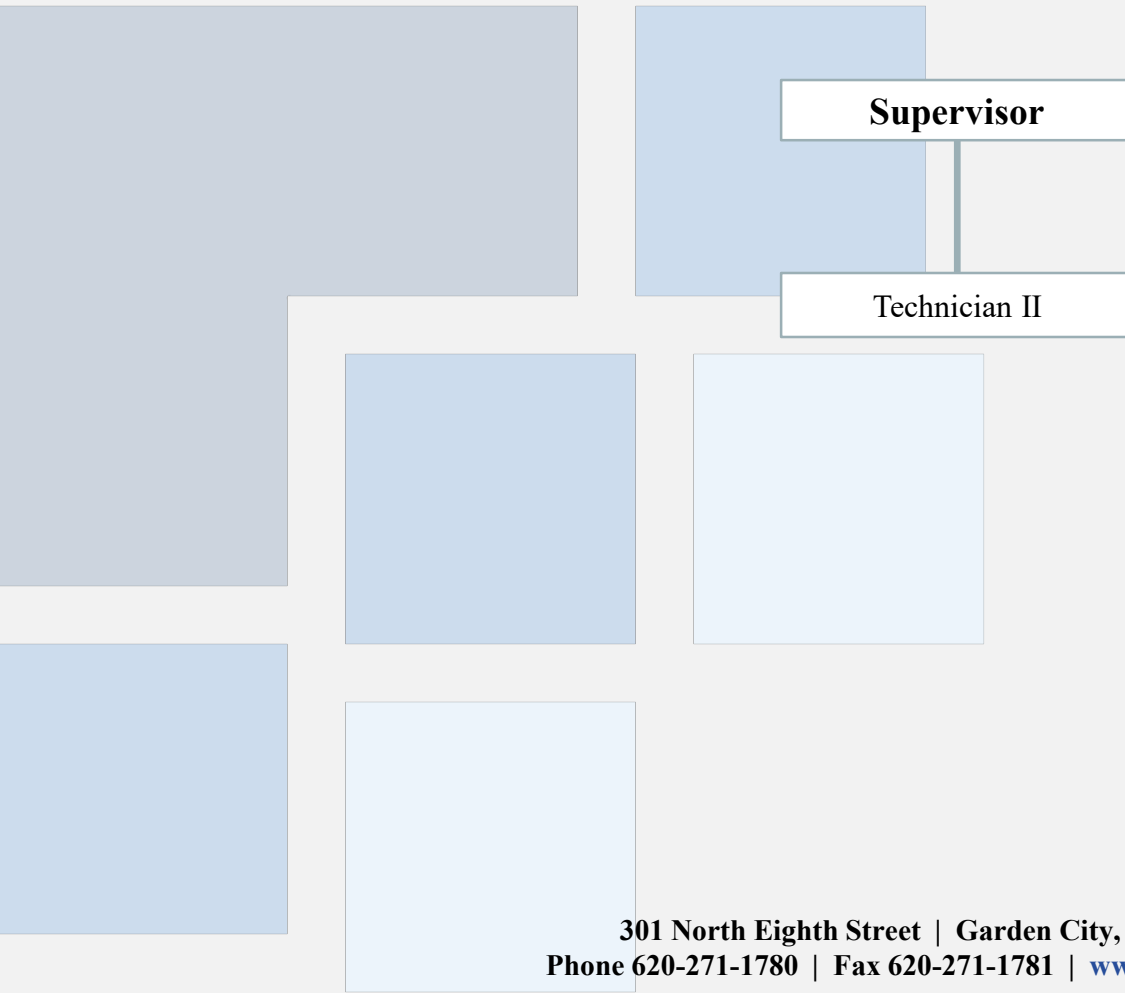 Supervisor
Technician II
301 North Eighth Street | Garden City,
Phone 620-271-1780 | Fax 620-271-1781 |